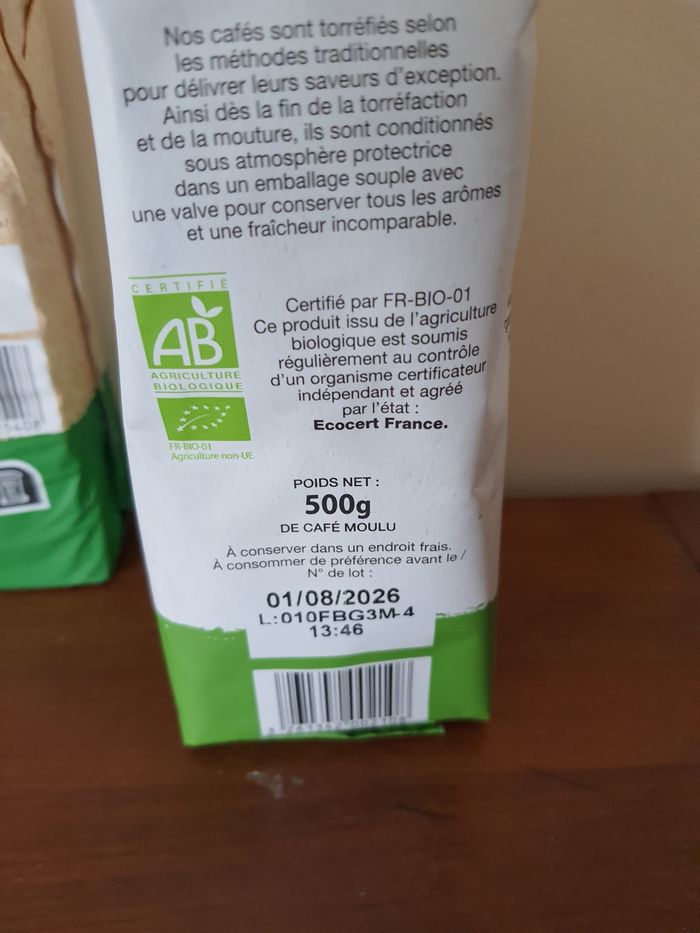 Nos cafés sont torréfiés selon
les méthodes traditionnelles
pour délivrer leurs saveurs d'exception.
Ainsi dès la fin de la torréfaction
et de la mouture, ils sont conditionnés
sous atmosphère protectrice
dans un emballage souple avec
une valve pour conserver tous les arômes
et une fraîcheur incomparable.
CERTIFIÉ
AB
AGRICULTURE
BIOLOGIQUE
FR-BIO-01
Agriculture non-UE
Certifié par FR-BIO-01
Ce produit issu de l'agriculture
biologique est soumis
régulièrement au contrôle
d'un organisme certificateur
indépendant et agréé
par l'état :
Ecocert France.
POIDS NET :
500g
DE CAFÉ MOULU
À conserver dans un endroit frais.
À consommer de préférence avant le /
N° de lot :
01/08/2026
L:010FBG3M-4
13:46